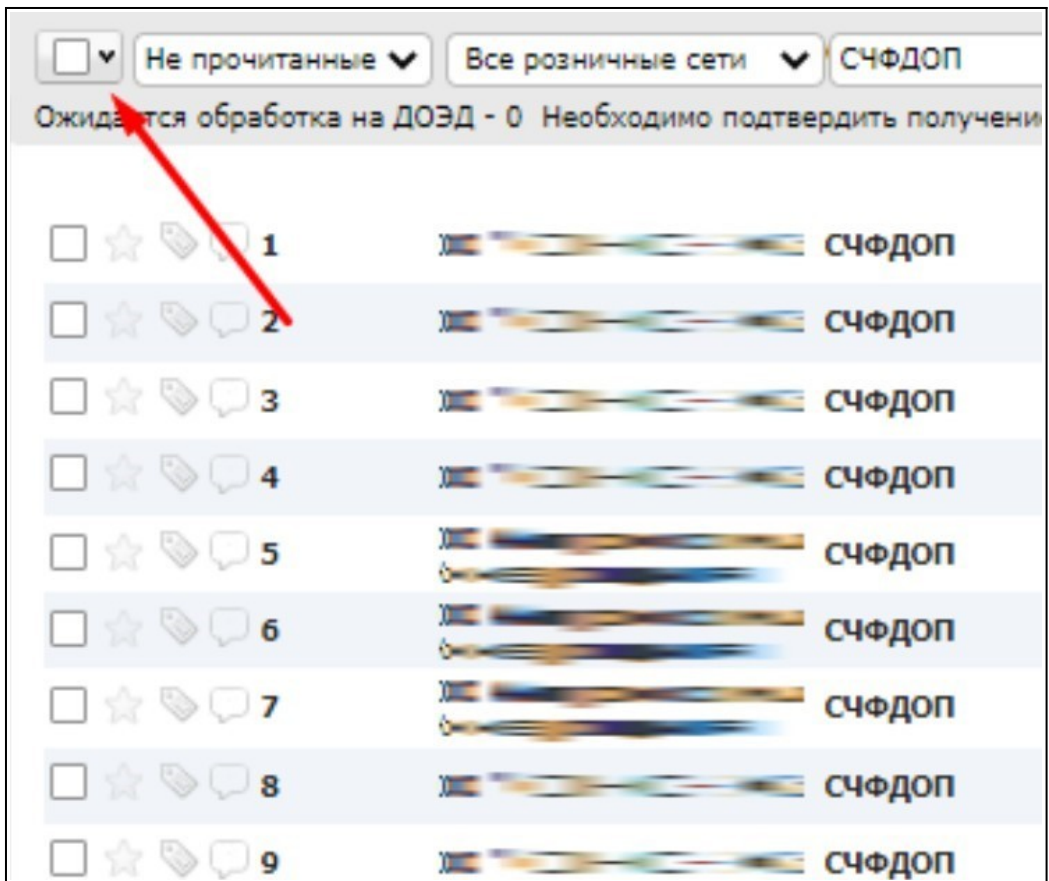 Не прочитанные Все розничные сети СЧФДОП
Ожидается обработка на ДОЭД - 0 Необходимо подтвердить получени
1 СЧФДОП
2 СЧФДОП
3 СЧФДОП
4 СЧФДОП
5 СЧФДОП
6 СЧФДОП
7 СЧФДОП
8 СЧФДОП
9 СЧФДОП